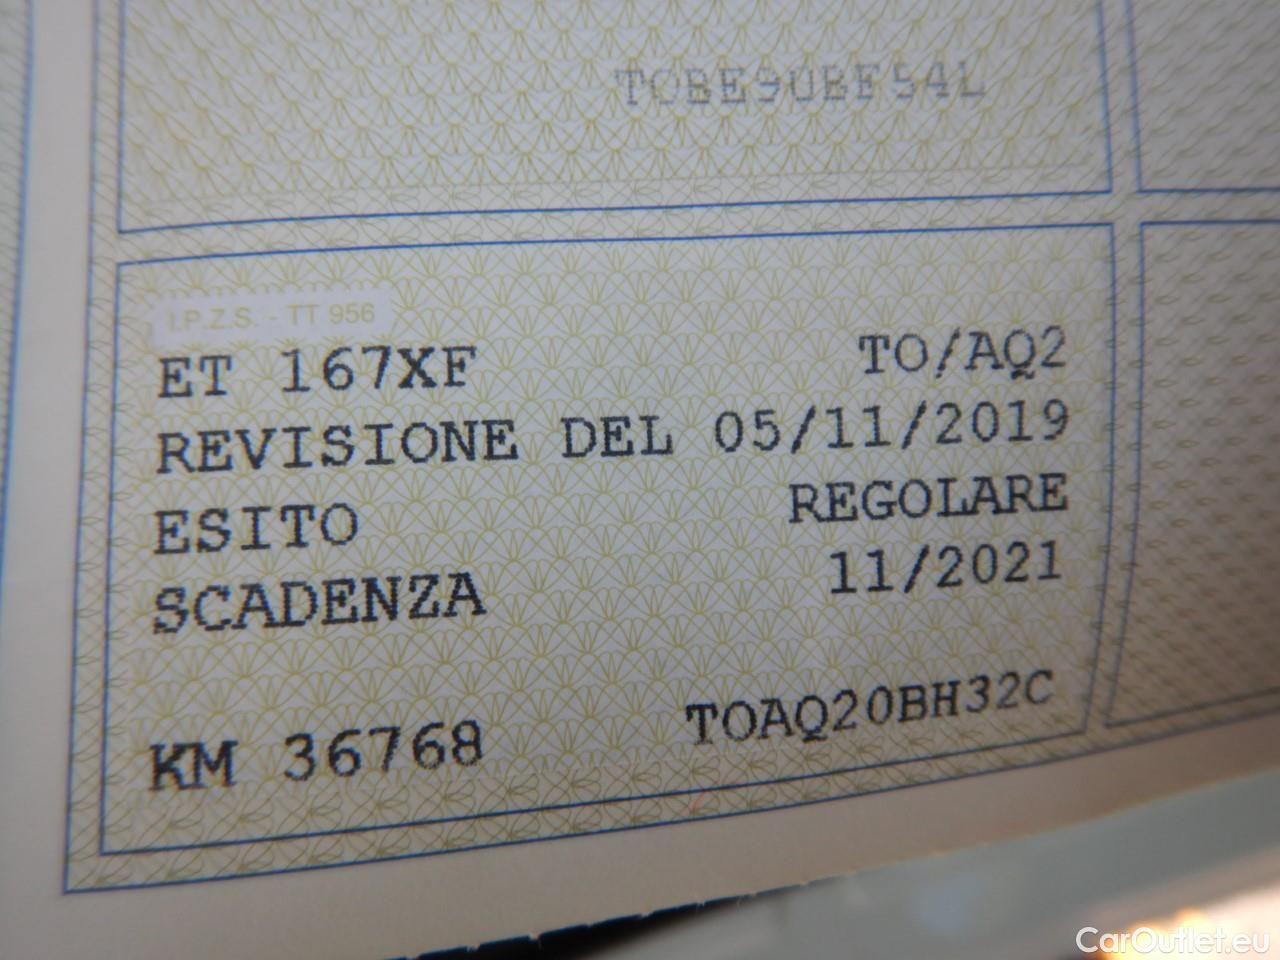 TOBE90BF54L
I.P.Z.S. - TT 956
ET 167XF TO/AQ2
REVISIONE DEL 05/11/2019
ESITO REGOLARE
SCADENZA 11/2021
KM 36768 TOAQ20BH32C
CarOutlet.eu